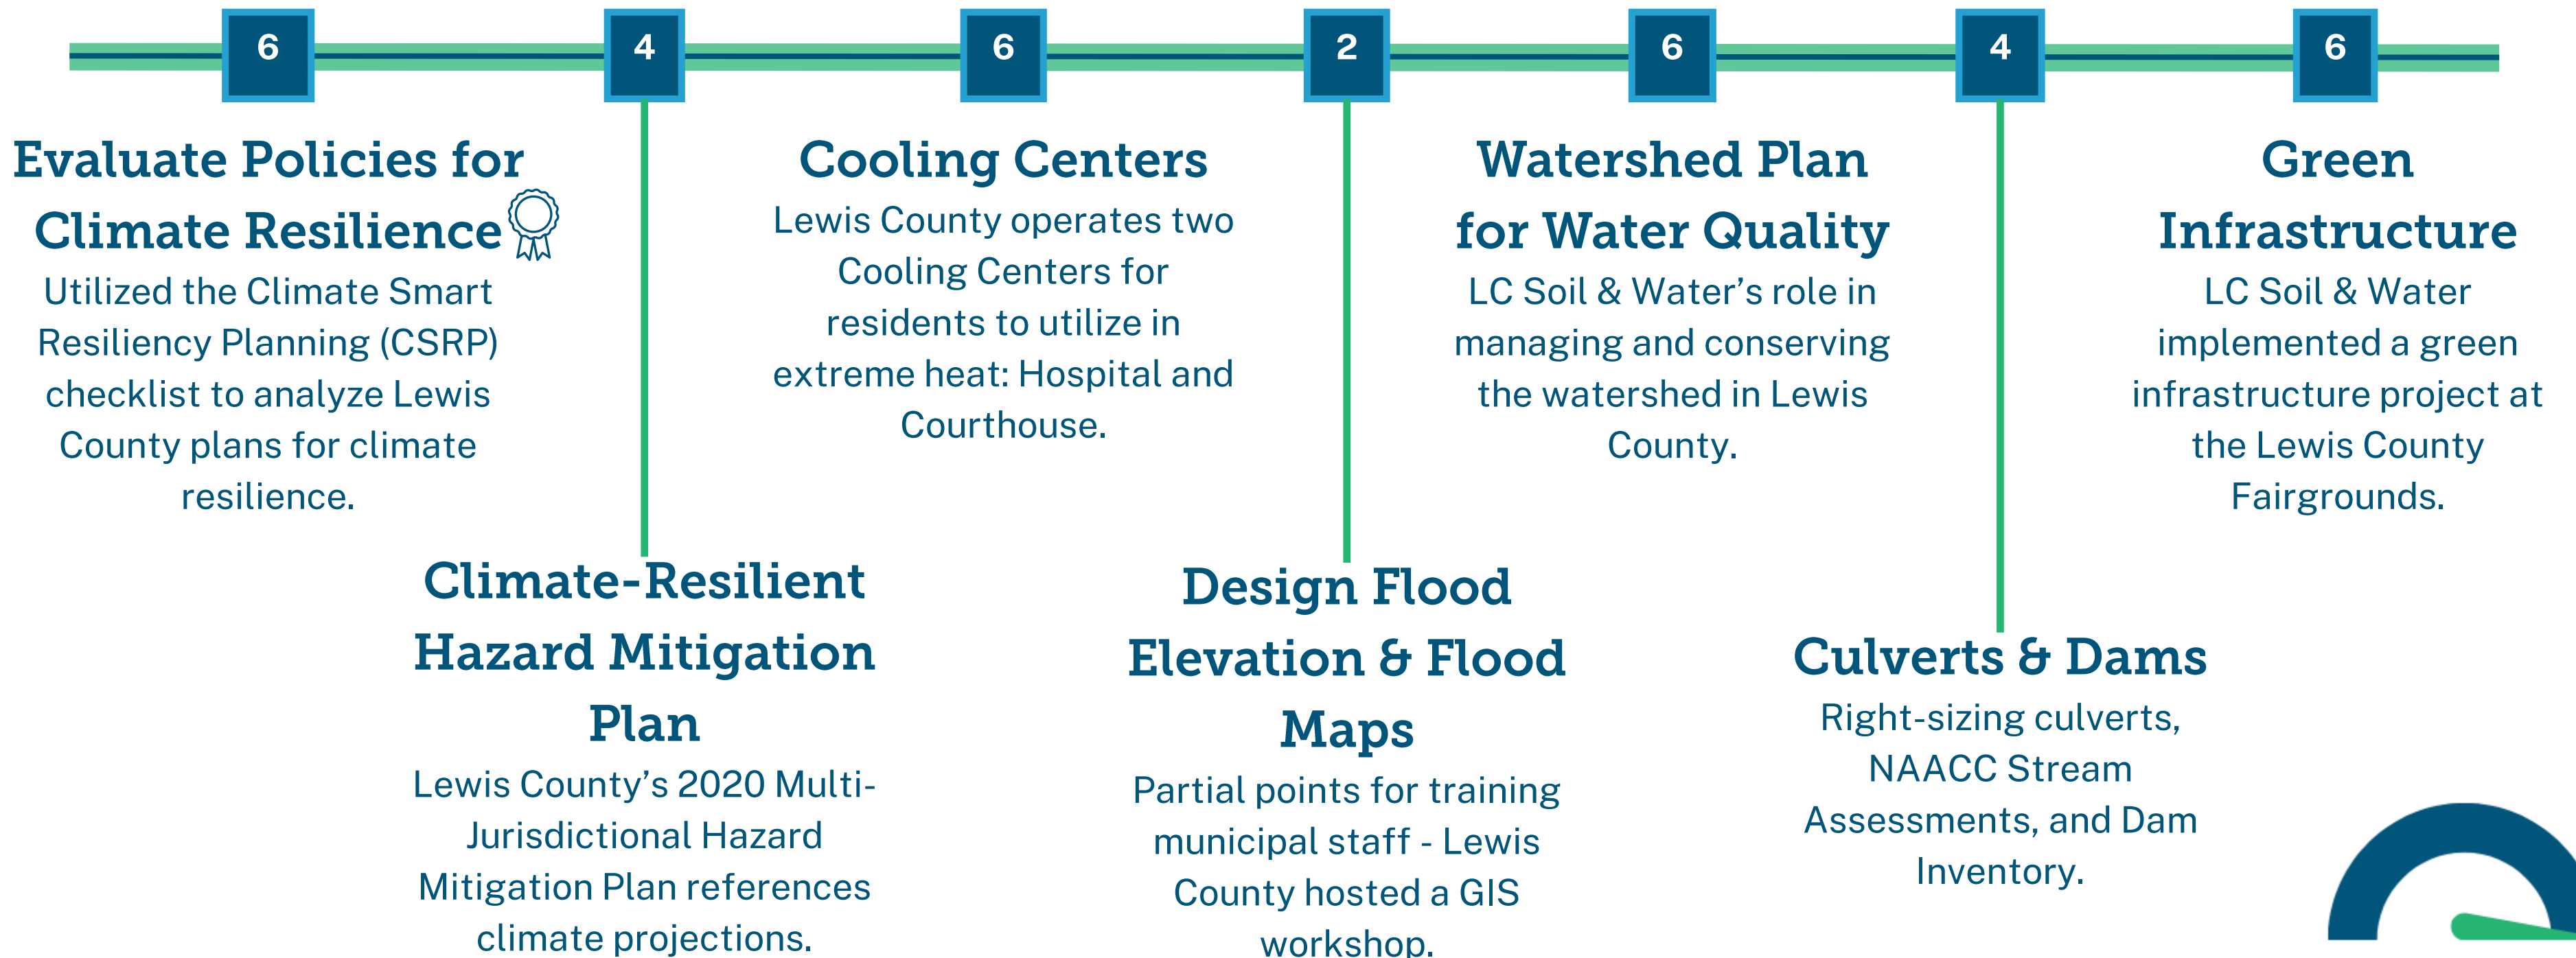 6
4
6
2
6
4
6
Evaluate Policies for
Climate Resilience
Utilized the Climate Smart
Resiliency Planning (CSRP)
checklist to analyze Lewis
County plans for climate
resilience.
Climate-Resilient
Hazard Mitigation
Plan
Lewis County’s 2020 Multi-
Jurisdictional Hazard
Mitigation Plan references
climate projections.
Cooling Centers
Lewis County operates two
Cooling Centers for
residents to utilize in
extreme heat: Hospital and
Courthouse.
Design Flood
Elevation & Flood
Maps
Partial points for training
municipal staff - Lewis
County hosted a GIS
workshop.
Watershed Plan
for Water Quality
LC Soil & Water’s role in
managing and conserving
the watershed in Lewis
County.
Culverts & Dams
Right-sizing culverts,
NAACC Stream
Assessments, and Dam
Inventory.
Green
Infrastructure
LC Soil & Water
implemented a green
infrastructure project at
the Lewis County
Fairgrounds.